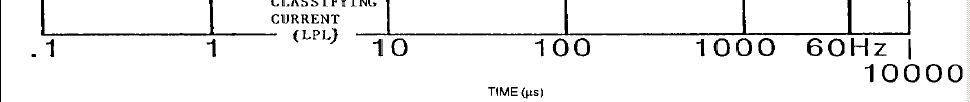 CLASSIFYING
CURRENT
(LPL)
.1 1 10 100 1000 60Hz
10000
TIME (µs)